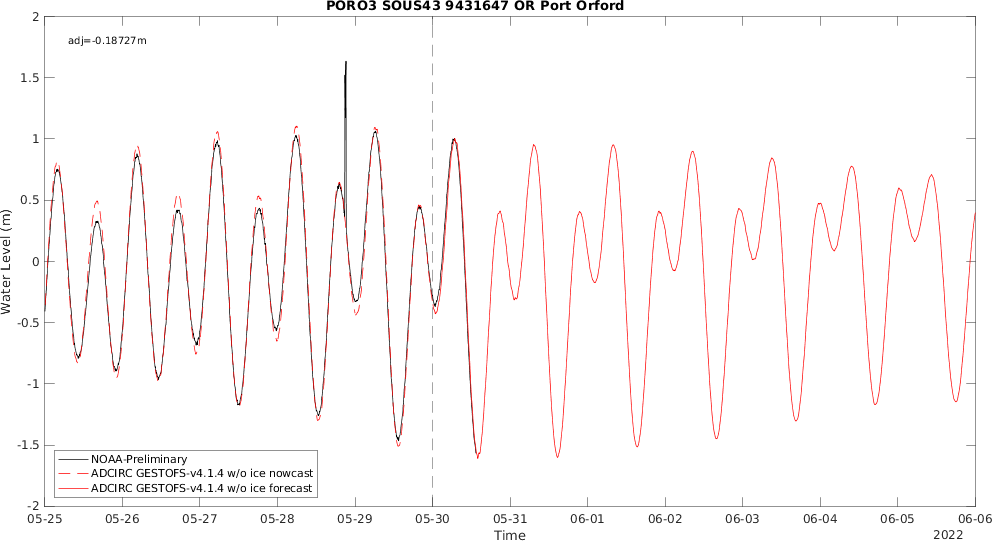 PORO3 SOUS43 9431647 OR Port Orford
adj=-0.18727m
Water Level (m)
2
1.5
1
0.5
0
-0.5
-1
-1.5
-2
NOAA-Preliminary
ADCIRC GESTOFS-v4.1.4 w/o ice nowcast
ADCIRC GESTOFS-v4.1.4 w/o ice forecast
05-25 05-26 05-27 05-28 05-29 05-30 05-31 06-01 06-02 06-03 06-04 06-05 06-06
Time
2022